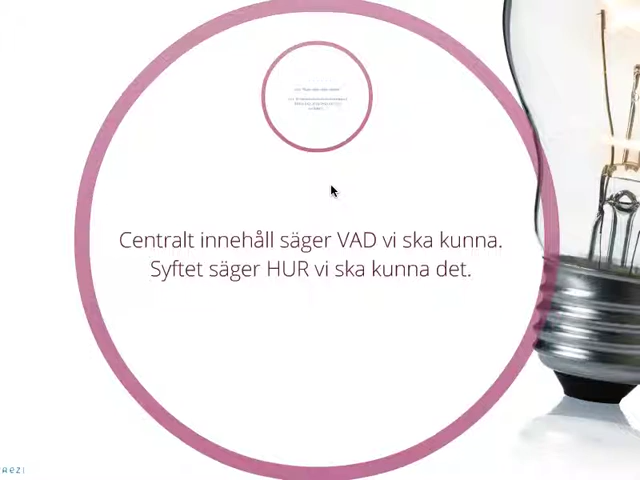 Centralt innehåll säger VAD vi ska kunna.
Syftet säger HUR vi ska kunna det.